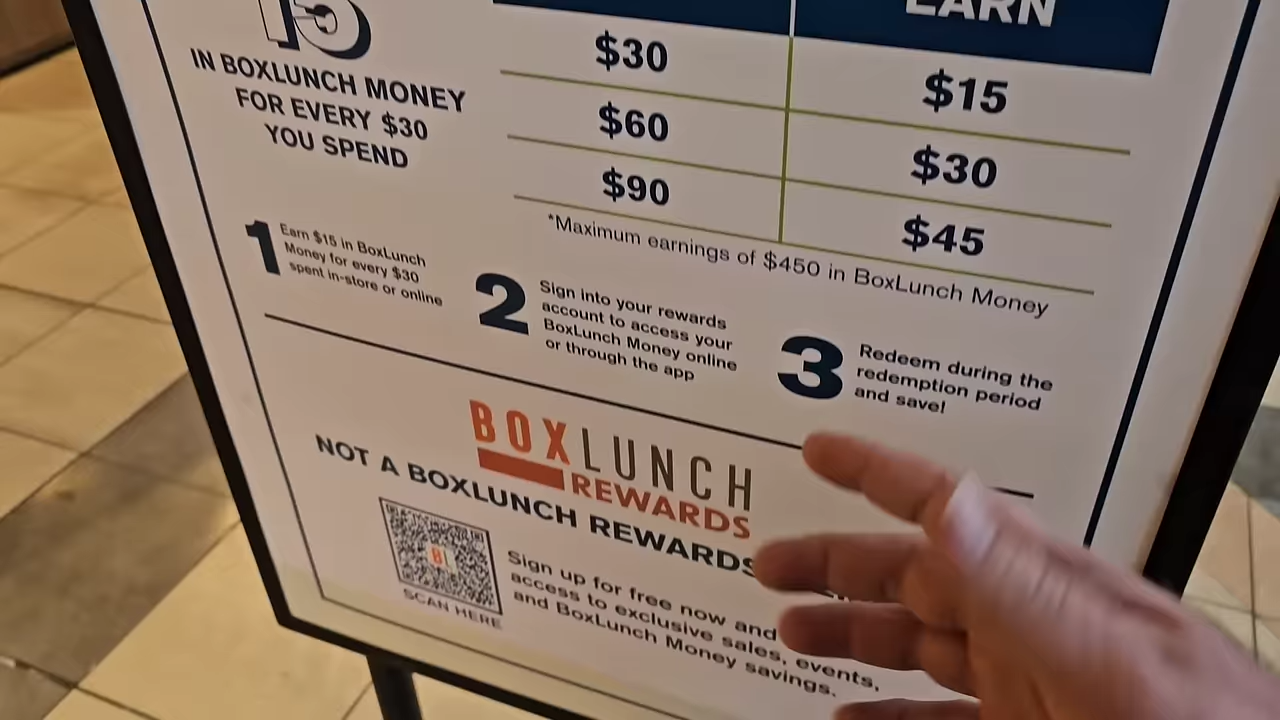 15
IN BOXLUNCH MONEY
FOR EVERY $30
YOU SPEND
EARN
$30 $15
$60 $30
$90 $45
*Maximum earnings of $450 in BoxLunch Money
1 Earn $15 in BoxLunch
Money for every $30
spent in-store or online
2 Sign into your rewards
account to access your
BoxLunch Money online
or through the app
3 Redeem during the
redemption period
and save!
BOXLUNCH
REWARDS
NOT A BOXLUNCH REWARDS
BL
SCAN HERE
Sign up for free now and
access to exclusive sales, events,
and BoxLunch Money savings.